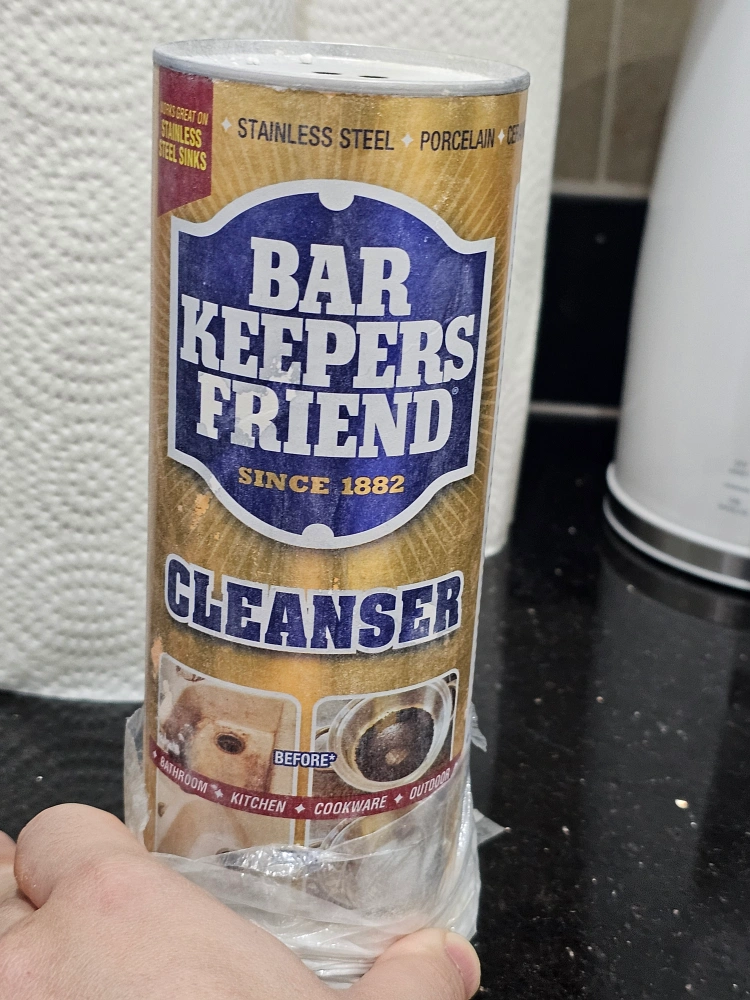 WORKS GREAT ON
STAINLESS
STEEL SINKS
STAINLESS STEEL PORCELAIN
BAR
KEEPERS
FRIEND®
SINCE 1882
CLEANSER
BEFORE*
BATHROOM KITCHEN COOKWARE OUTDOOR